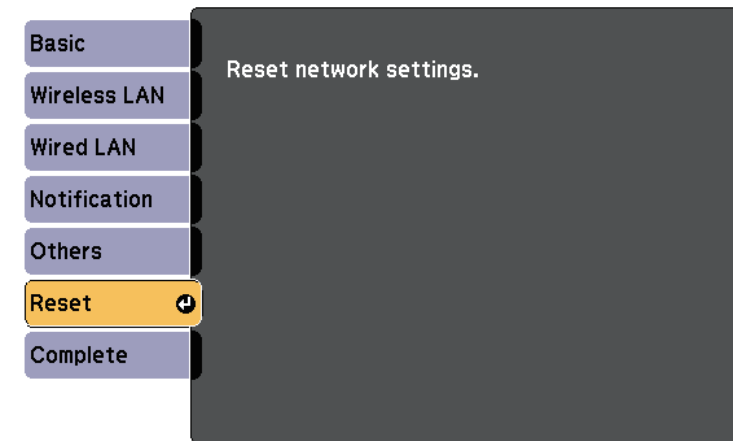 Basic
Reset network settings.
Wireless LAN
Wired LAN
Notification
Others
Reset
Complete